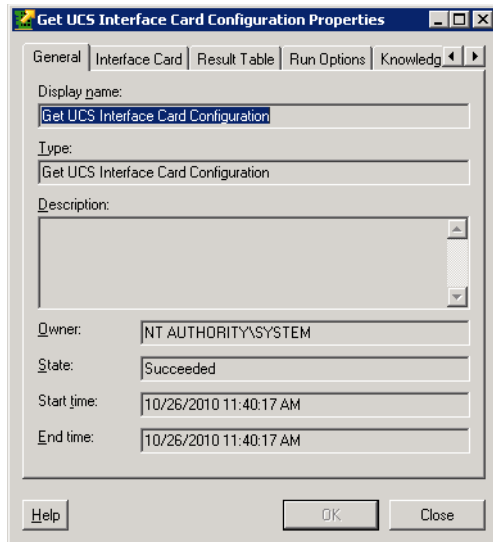 Get UCS Interface Card Configuration Properties
General Interface Card Result Table Run Options Knowledg
Display name:
Get UCS Interface Card Configuration
Type:
Get UCS Interface Card Configuration
Description:
Owner: NT AUTHORITY\SYSTEM
State: Succeeded
Start time: 10/26/2010 11:40:17 AM
End time: 10/26/2010 11:40:17 AM
Help OK Close